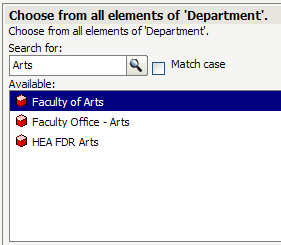 Choose from all elements of 'Department'.
Choose from all elements of 'Department'.
Search for:
Arts
Match case
Available:
Faculty of Arts
Faculty Office - Arts
HEA FDR Arts